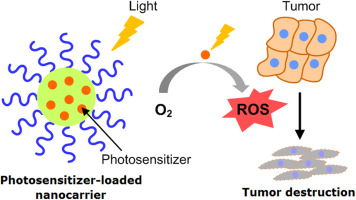 Light
Tumor
O2
ROS
Photosensitizer
Photosensitizer-loaded
nanocarrier
Tumor destruction